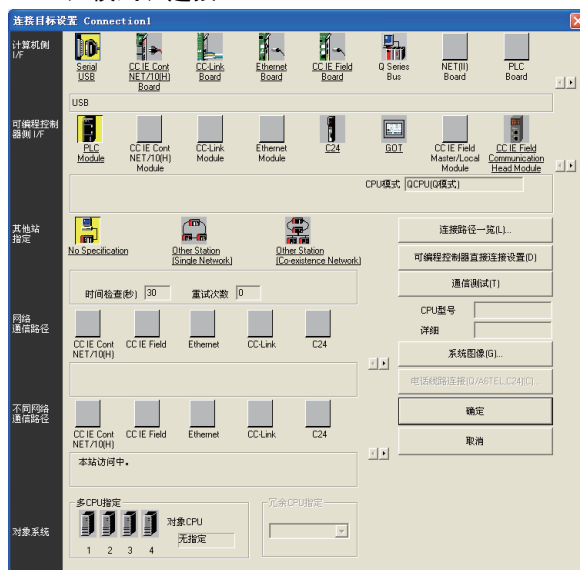 连接目标设置 Connection1
计算机侧
I/F
Serial
USB
CC IE Cont
NET/10(H)
Board
CC-Link
Board
Ethernet
Board
CC IE Field
Board
Q Series
Bus
NET(II)
Board
PLC
Board
USB
可编程控制
器侧 I/F
PLC
Module
CC IE Cont
NET/10(H)
Module
CC-Link
Module
Ethernet
Module
C24
GOT
CC IE Field
Master/Local
Module
CC IE Field
Communication
Head Module
CPU模式 QCPU(Q模式)
其他站
指定
No Specification
Other Station
(Single Network)
Other Station
(Co-existence Network)
连接路径一览(L)...
可编程控制器直接连接设置(D)
通信测试(T)
时间检查(秒) 30 重试次数 0
CPU型号
详细
网络
通信路径
CC IE Cont
NET/10(H)
CC IE Field
Ethernet
CC-Link
C24
系统图像(G)...
电话线路连接(Q/A6TEL,C24)(C)...
不同网络
通信路径
CC IE Cont
NET/10(H)
CC IE Field
Ethernet
CC-Link
C24
确定
取消
本站访问中。
对象系统
多CPU指定
1 2 3 4
对象CPU
无指定
冗余CPU指定